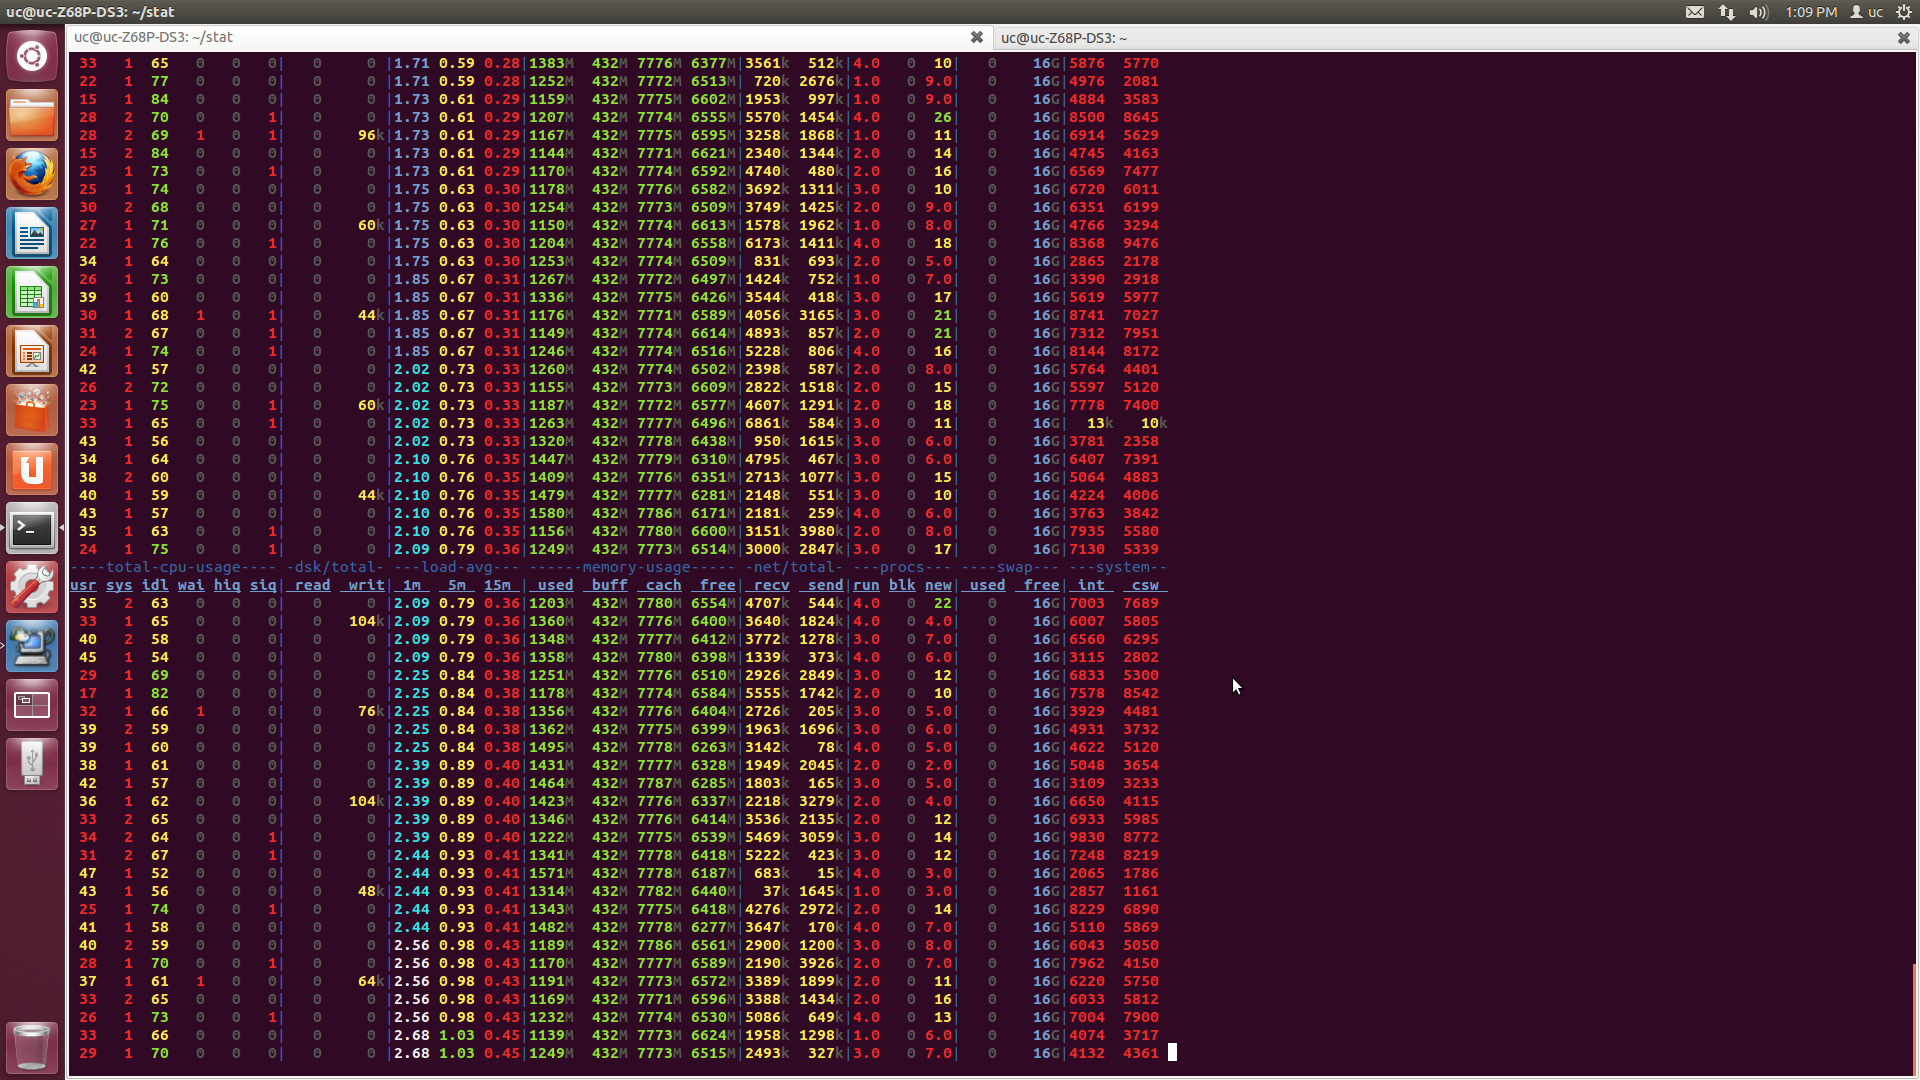 uc@uc-Z68P-DS3: ~/stat 1:09 PM uc
uc@uc-Z68P-DS3: ~/stat uc@uc-Z68P-DS3: ~
33 1 65 0 0 0| 0 0 |1.71 0.59 0.28|1383M 432M 7776M 6377M|3561k 512k|4.0 0 10| 0 16G|5876 5770
22 1 77 0 0 0| 0 0 |1.71 0.59 0.28|1252M 432M 7772M 6513M| 720k 2676k|1.0 0 9.0| 0 16G|4976 2081
15 1 84 0 0 0| 0 0 |1.73 0.61 0.29|1159M 432M 7775M 6602M|1953k 997k|1.0 0 9.0| 0 16G|4884 3583
28 2 70 0 0 1| 0 0 |1.73 0.61 0.29|1207M 432M 7774M 6555M|5570k 1454k|4.0 0 26| 0 16G|8500 8645
28 2 69 1 0 1| 0 96k|1.73 0.61 0.29|1167M 432M 7775M 6595M|3258k 1868k|1.0 0 11| 0 16G|6914 5629
15 2 84 0 0 0| 0 0 |1.73 0.61 0.29|1144M 432M 7771M 6621M|2340k 1344k|2.0 0 14| 0 16G|4745 4163
25 1 73 0 0 1| 0 0 |1.73 0.61 0.29|1170M 432M 7774M 6592M|4740k 480k|2.0 0 16| 0 16G|6569 7477
25 1 74 0 0 0| 0 0 |1.75 0.63 0.30|1178M 432M 7776M 6582M|3692k 1311k|3.0 0 10| 0 16G|6720 6011
30 2 68 0 0 0| 0 0 |1.75 0.63 0.30|1254M 432M 7773M 6509M|3749k 1425k|2.0 0 9.0| 0 16G|6351 6199
27 1 71 0 0 0| 0 60k|1.75 0.63 0.30|1150M 432M 7774M 6613M|1578k 1962k|1.0 0 8.0| 0 16G|4766 3294
22 1 76 0 0 1| 0 0 |1.75 0.63 0.30|1204M 432M 7774M 6558M|6173k 1411k|4.0 0 18| 0 16G|8368 9476
34 1 64 0 0 0| 0 0 |1.75 0.63 0.30|1253M 432M 7774M 6509M| 831k 693k|2.0 0 5.0| 0 16G|2865 2178
26 1 73 0 0 0| 0 0 |1.85 0.67 0.31|1267M 432M 7772M 6497M|1424k 752k|1.0 0 7.0| 0 16G|3390 2918
39 1 60 0 0 0| 0 0 |1.85 0.67 0.31|1336M 432M 7775M 6426M|3544k 418k|3.0 0 17| 0 16G|5619 5977
30 1 68 1 0 1| 0 44k|1.85 0.67 0.31|1176M 432M 7771M 6589M|4056k 3165k|3.0 0 21| 0 16G|8741 7027
31 2 67 0 0 1| 0 0 |1.85 0.67 0.31|1149M 432M 7774M 6614M|4893k 857k|2.0 0 21| 0 16G|7312 7951
24 1 74 0 0 1| 0 0 |1.85 0.67 0.31|1246M 432M 7774M 6516M|5228k 806k|4.0 0 16| 0 16G|8144 8172
42 1 57 0 0 0| 0 0 |2.02 0.73 0.33|1260M 432M 7774M 6502M|2398k 587k|2.0 0 8.0| 0 16G|5764 4401
26 2 72 0 0 0| 0 0 |2.02 0.73 0.33|1155M 432M 7773M 6609M|2822k 1518k|2.0 0 15| 0 16G|5597 5120
23 1 75 0 0 1| 0 60k|2.02 0.73 0.33|1187M 432M 7772M 6577M|4607k 1291k|2.0 0 18| 0 16G|7778 7400
33 1 65 0 0 1| 0 0 |2.02 0.73 0.33|1263M 432M 7777M 6496M|6861k 584k|3.0 0 11| 0 16G| 13k 10k
43 1 56 0 0 0| 0 0 |2.02 0.73 0.33|1320M 432M 7778M 6438M| 950k 1615k|3.0 0 6.0| 0 16G|3781 2358
34 1 64 0 0 0| 0 0 |2.10 0.76 0.35|1447M 432M 7779M 6310M|4795k 467k|3.0 0 6.0| 0 16G|6407 7391
38 2 60 0 0 0| 0 0 |2.10 0.76 0.35|1409M 432M 7776M 6351M|2713k 1077k|3.0 0 15| 0 16G|5064 4883
40 1 59 0 0 0| 0 44k|2.10 0.76 0.35|1479M 432M 7777M 6281M|2148k 551k|3.0 0 10| 0 16G|4224 4006
43 1 57 0 0 0| 0 0 |2.10 0.76 0.35|1580M 432M 7786M 6171M|2181k 259k|4.0 0 6.0| 0 16G|3763 3842
35 1 63 0 0 1| 0 0 |2.10 0.76 0.35|1156M 432M 7780M 6600M|3151k 3980k|2.0 0 8.0| 0 16G|7935 5580
24 1 75 0 0 1| 0 0 |2.09 0.79 0.36|1249M 432M 7773M 6514M|3000k 2847k|3.0 0 17| 0 16G|7130 5339
----total-cpu-usage---- -dsk/total- ---load-avg--- ------memory-usage----- -net/total- ---procs--- ----swap--- ---system--
usr sys idl wai hiq siq| read writ| 1m 5m 15m | used buff cach free| recv send|run blk new| used free| int csw
35 2 63 0 0 0| 0 0 |2.09 0.79 0.36|1203M 432M 7780M 6554M|4707k 544k|4.0 0 22| 0 16G|7003 7689
33 1 65 0 0 0| 0 104k|2.09 0.79 0.36|1360M 432M 7776M 6400M|3640k 1824k|4.0 0 4.0| 0 16G|6007 5805
40 2 58 0 0 0| 0 0 |2.09 0.79 0.36|1348M 432M 7777M 6412M|3772k 1278k|3.0 0 7.0| 0 16G|6560 6295
45 1 54 0 0 0| 0 0 |2.09 0.79 0.36|1358M 432M 7780M 6398M|1339k 373k|4.0 0 6.0| 0 16G|3115 2802
29 1 69 0 0 0| 0 0 |2.25 0.84 0.38|1251M 432M 7776M 6510M|2926k 2849k|3.0 0 12| 0 16G|6833 5300
17 1 82 0 0 0| 0 0 |2.25 0.84 0.38|1178M 432M 7774M 6584M|5555k 1742k|2.0 0 10| 0 16G|7578 8542
32 1 66 1 0 0| 0 76k|2.25 0.84 0.38|1356M 432M 7776M 6404M|2726k 205k|3.0 0 5.0| 0 16G|3929 4481
39 2 59 0 0 0| 0 0 |2.25 0.84 0.38|1362M 432M 7775M 6399M|1963k 1696k|3.0 0 6.0| 0 16G|4931 3732
39 1 60 0 0 0| 0 0 |2.25 0.84 0.38|1495M 432M 7778M 6263M|3142k 78k|4.0 0 5.0| 0 16G|4622 5120
38 1 61 0 0 0| 0 0 |2.39 0.89 0.40|1431M 432M 7777M 6328M|1949k 2045k|2.0 0 2.0| 0 16G|5048 3654
42 1 57 0 0 0| 0 0 |2.39 0.89 0.40|1464M 432M 7787M 6285M|1803k 165k|3.0 0 5.0| 0 16G|3109 3233
36 1 62 0 0 0| 0 104k|2.39 0.89 0.40|1423M 432M 7776M 6337M|2218k 3279k|2.0 0 4.0| 0 16G|6650 4115
33 2 65 0 0 0| 0 0 |2.39 0.89 0.40|1346M 432M 7776M 6414M|3536k 2135k|2.0 0 12| 0 16G|6933 5985
34 2 64 0 0 1| 0 0 |2.39 0.89 0.40|1222M 432M 7775M 6539M|5469k 3059k|3.0 0 14| 0 16G|9830 8772
31 2 67 0 0 1| 0 0 |2.44 0.93 0.41|1341M 432M 7778M 6418M|5222k 423k|3.0 0 12| 0 16G|7248 8219
47 1 52 0 0 0| 0 0 |2.44 0.93 0.41|1571M 432M 7778M 6187M| 683k 15k|4.0 0 3.0| 0 16G|2065 1786
43 1 56 0 0 0| 0 48k|2.44 0.93 0.41|1314M 432M 7782M 6440M| 37k 1645k|1.0 0 3.0| 0 16G|2857 1161
25 1 74 0 0 1| 0 0 |2.44 0.93 0.41|1343M 432M 7775M 6418M|4276k 2972k|2.0 0 14| 0 16G|8229 6890
41 1 58 0 0 0| 0 0 |2.44 0.93 0.41|1482M 432M 7778M 6277M|3647k 170k|4.0 0 7.0| 0 16G|5110 5869
40 2 59 0 0 0| 0 0 |2.56 0.98 0.43|1189M 432M 7786M 6561M|2900k 1200k|3.0 0 8.0| 0 16G|6043 5050
28 1 70 0 0 1| 0 0 |2.56 0.98 0.43|1170M 432M 7777M 6589M|2190k 3926k|2.0 0 7.0| 0 16G|7962 4150
37 1 61 1 0 0| 0 64k|2.56 0.98 0.43|1191M 432M 7773M 6572M|3389k 1899k|2.0 0 11| 0 16G|6220 5750
33 2 65 0 0 0| 0 0 |2.56 0.98 0.43|1169M 432M 7771M 6596M|3388k 1434k|2.0 0 16| 0 16G|6033 5812
26 1 73 0 0 1| 0 0 |2.56 0.98 0.43|1232M 432M 7774M 6530M|5086k 649k|4.0 0 13| 0 16G|7004 7900
33 1 66 0 0 0| 0 0 |2.68 1.03 0.45|1139M 432M 7773M 6624M|1958k 1298k|1.0 0 6.0| 0 16G|4074 3717
29 1 70 0 0 0| 0 0 |2.68 1.03 0.45|1249M 432M 7773M 6515M|2493k 327k|3.0 0 7.0| 0 16G|4132 4361